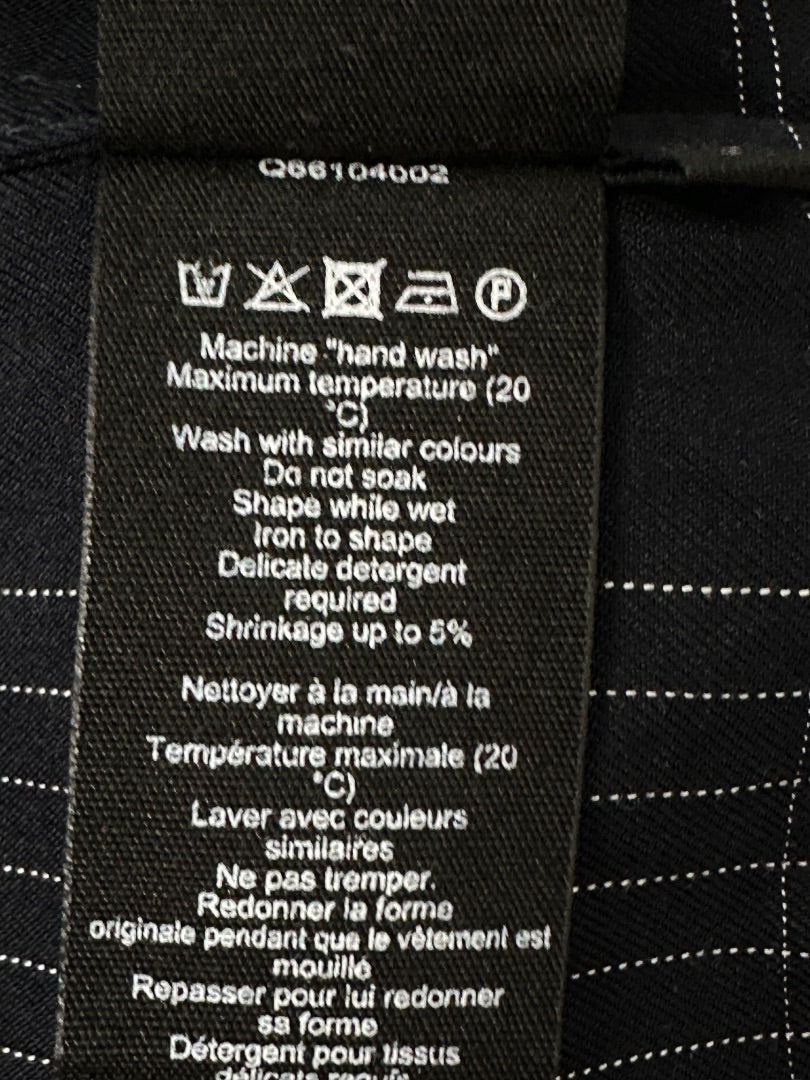 Q66104002
Machine "hand wash"
Maximum temperature (20
°C)
Wash with similar colours
Do not soak
Shape while wet
Iron to shape
Delicate detergent
required
Shrinkage up to 5%
Nettoyer à la main/à la
machine
Température maximale (20
°C)
Laver avec couleurs
similaires
Ne pas tremper.
Redonner la forme
originale pendant que le vêtement est
mouillé
Repasser pour lui redonner
sa forme
Détergent pour tissus
délicats requis